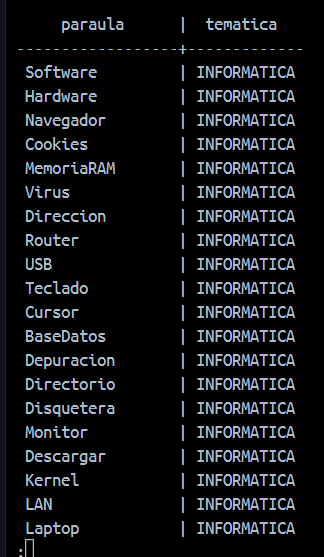 paraula | tematica
------------------+-------------
Software | INFORMATICA
Hardware | INFORMATICA
Navegador | INFORMATICA
Cookies | INFORMATICA
MemoriaRAM | INFORMATICA
Virus | INFORMATICA
Direccion | INFORMATICA
Router | INFORMATICA
USB | INFORMATICA
Teclado | INFORMATICA
Cursor | INFORMATICA
BaseDatos | INFORMATICA
Depuracion | INFORMATICA
Directorio | INFORMATICA
Disquetera | INFORMATICA
Monitor | INFORMATICA
Descargar | INFORMATICA
Kernel | INFORMATICA
LAN | INFORMATICA
Laptop | INFORMATICA
: